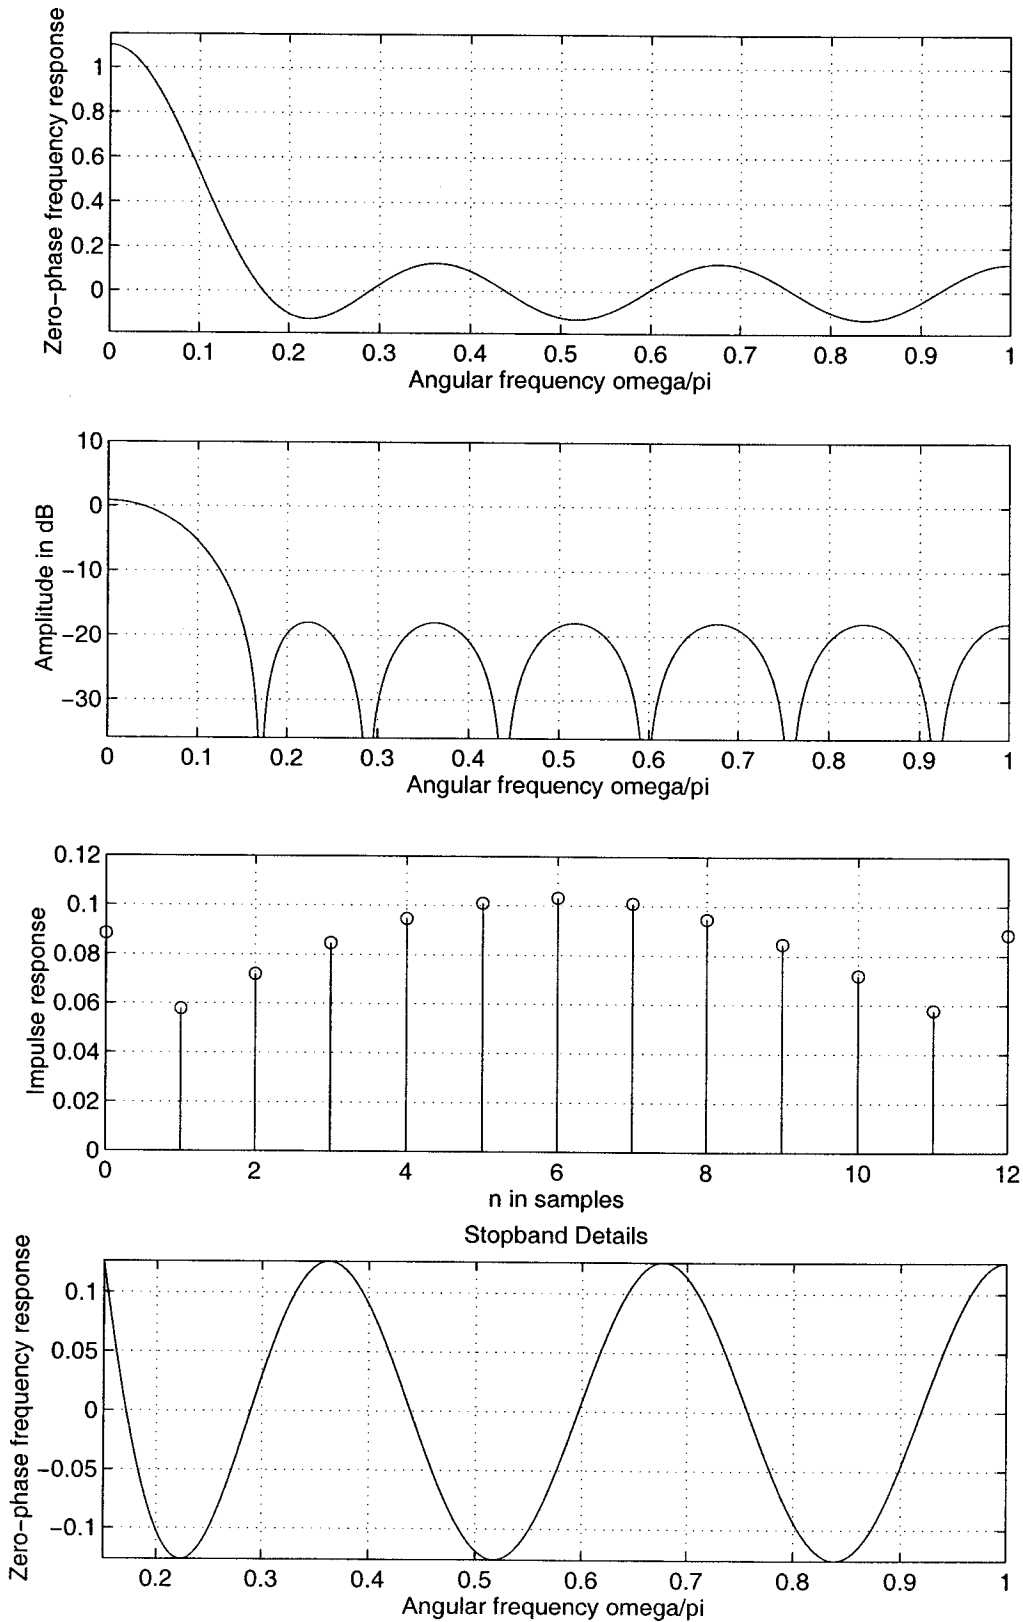 Zero-phase frequency response
1
0.8
0.6
0.4
0.2
0
0 0.1 0.2 0.3 0.4 0.5 0.6 0.7 0.8 0.9 1
Angular frequency omega/pi
Amplitude in dB
10
0
-10
-20
-30
0 0.1 0.2 0.3 0.4 0.5 0.6 0.7 0.8 0.9 1
Angular frequency omega/pi
Impulse response
0.12
0.1
0.08
0.06
0.04
0.02
0
0 2 4 6 8 10 12
n in samples
Stopband Details
Zero-phase frequency response
0.1
0.05
0
-0.05
-0.1
0.2 0.3 0.4 0.5 0.6 0.7 0.8 0.9 1
Angular frequency omega/pi